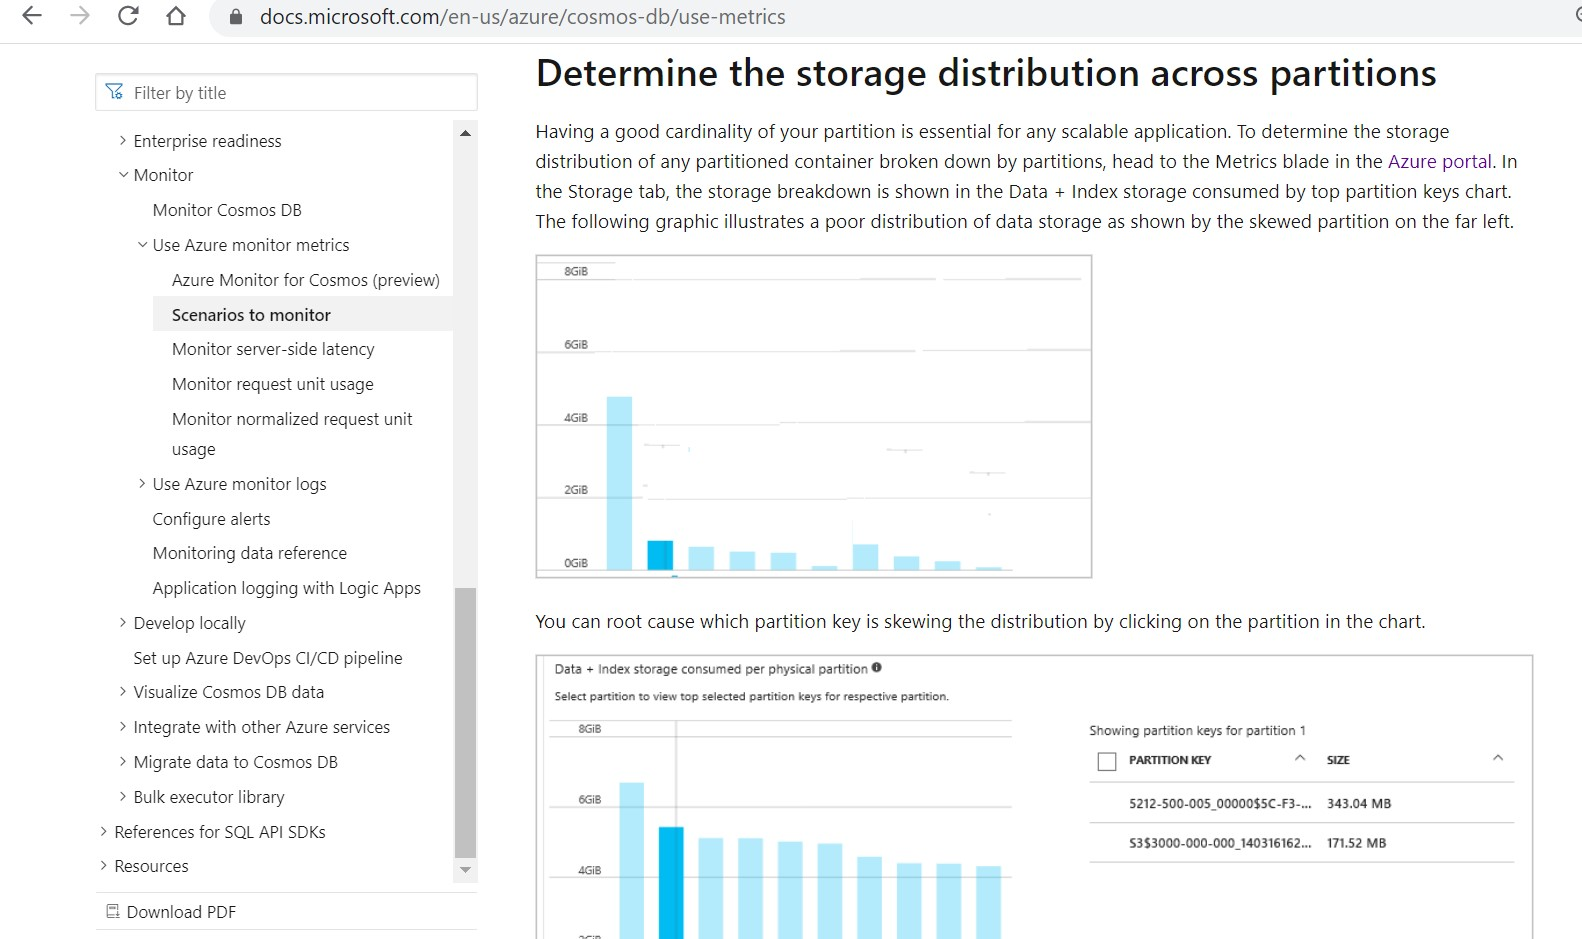 docs.microsoft.com/en-us/azure/cosmos-db/use-metrics
Filter by title
Enterprise readiness
Monitor
Monitor Cosmos DB
Use Azure monitor metrics
Azure Monitor for Cosmos (preview)
Scenarios to monitor
Monitor server-side latency
Monitor request unit usage
Monitor normalized request unit
usage
Use Azure monitor logs
Configure alerts
Monitoring data reference
Application logging with Logic Apps
Develop locally
Set up Azure DevOps CI/CD pipeline
Visualize Cosmos DB data
Integrate with other Azure services
Migrate data to Cosmos DB
Bulk executor library
References for SQL API SDKs
Resources
Download PDF
Determine the storage distribution across partitions
Having a good cardinality of your partition is essential for any scalable application. To determine the storage
distribution of any partitioned container broken down by partitions, head to the Metrics blade in the Azure portal. In
the Storage tab, the storage breakdown is shown in the Data + Index storage consumed by top partition keys chart.
The following graphic illustrates a poor distribution of data storage as shown by the skewed partition on the far left.
8GiB
6GiB
4GiB
2GiB
0GiB
You can root cause which partition key is skewing the distribution by clicking on the partition in the chart.
Data + Index storage consumed per physical partition
Select partition to view top selected partition keys for respective partition.
8GiB
6GiB
4GiB
2GiB
Showing partition keys for partition 1
PARTITION KEY SIZE
5212-500-005_00000$5C-F3-... 343.04 MB
S3$3000-000-000_140316162... 171.52 MB